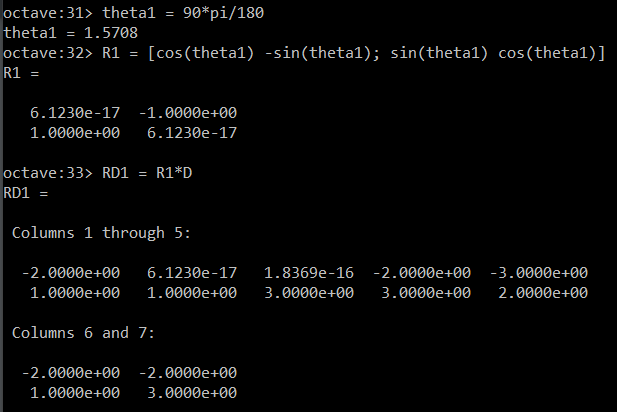 octave:31> theta1 = 90*pi/180
theta1 = 1.5708
octave:32> R1 = [cos(theta1) -sin(theta1); sin(theta1) cos(theta1)]
R1 =
6.1230e-17 -1.0000e+00
1.0000e+00 6.1230e-17
octave:33> RD1 = R1*D
RD1 =
Columns 1 through 5:
-2.0000e+00 6.1230e-17 1.8369e-16 -2.0000e+00 -3.0000e+00
1.0000e+00 1.0000e+00 3.0000e+00 3.0000e+00 2.0000e+00
Columns 6 and 7:
-2.0000e+00 -2.0000e+00
1.0000e+00 3.0000e+00